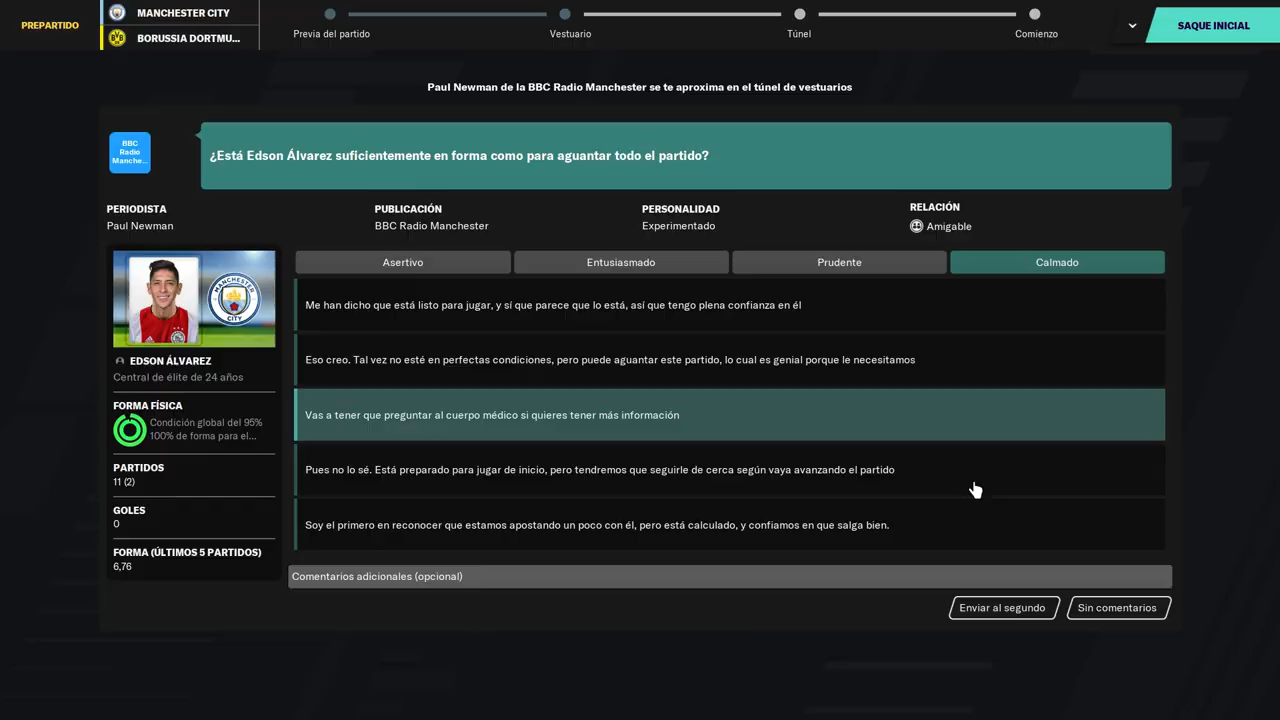 PREPARTIDO
MANCHESTER CITY
BORUSSIA DORTMU...
Previa del partido
Vestuario
Túnel
Comienzo
SAQUE INICIAL
Paul Newman de la BBC Radio Manchester se te aproxima en el túnel de vestuarios
BBC
Radio
Manche...
¿Está Edson Álvarez suficientemente en forma como para aguantar todo el partido?
PERIODISTA
Paul Newman
PUBLICACIÓN
BBC Radio Manchester
PERSONALIDAD
Experimentado
RELACIÓN
Amigable
Asertivo
Entusiasmado
Prudente
Calmado
Me han dicho que está listo para jugar, y sí que parece que lo está, así que tengo plena confianza en él
Eso creo. Tal vez no esté en perfectas condiciones, pero puede aguantar este partido, lo cual es genial porque le necesitamos
Vas a tener que preguntar al cuerpo médico si quieres tener más información
Pues no lo sé. Está preparado para jugar de inicio, pero tendremos que seguirle de cerca según vaya avanzando el partido
Soy el primero en reconocer que estamos apostando un poco con él, pero está calculado, y confiamos en que salga bien.
EDSON ÁLVAREZ
Central de élite de 24 años
FORMA FÍSICA
Condición global del 95%
100% de forma para el...
PARTIDOS
11 (2)
GOLES
0
FORMA (ÚLTIMOS 5 PARTIDOS)
6,76
Comentarios adicionales (opcional)
Enviar al segundo
Sin comentarios